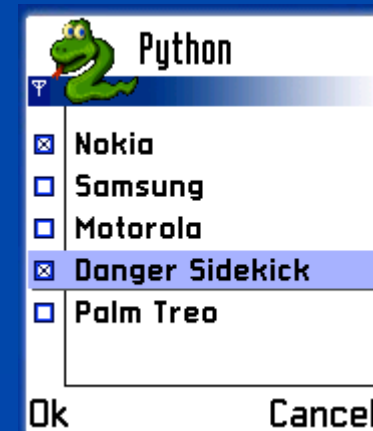 Python
Nokia
Samsung
Motorola
Danger Sidekick
Palm Treo
Ok Cancel